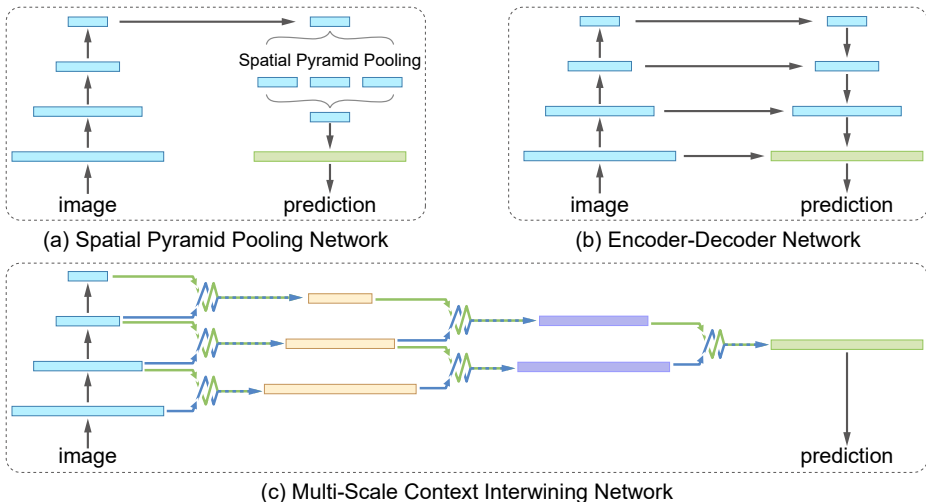 Spatial Pyramid Pooling
image
prediction
(a) Spatial Pyramid Pooling Network
image
prediction
(b) Encoder-Decoder Network
image
prediction
(c) Multi-Scale Context Interwining Network